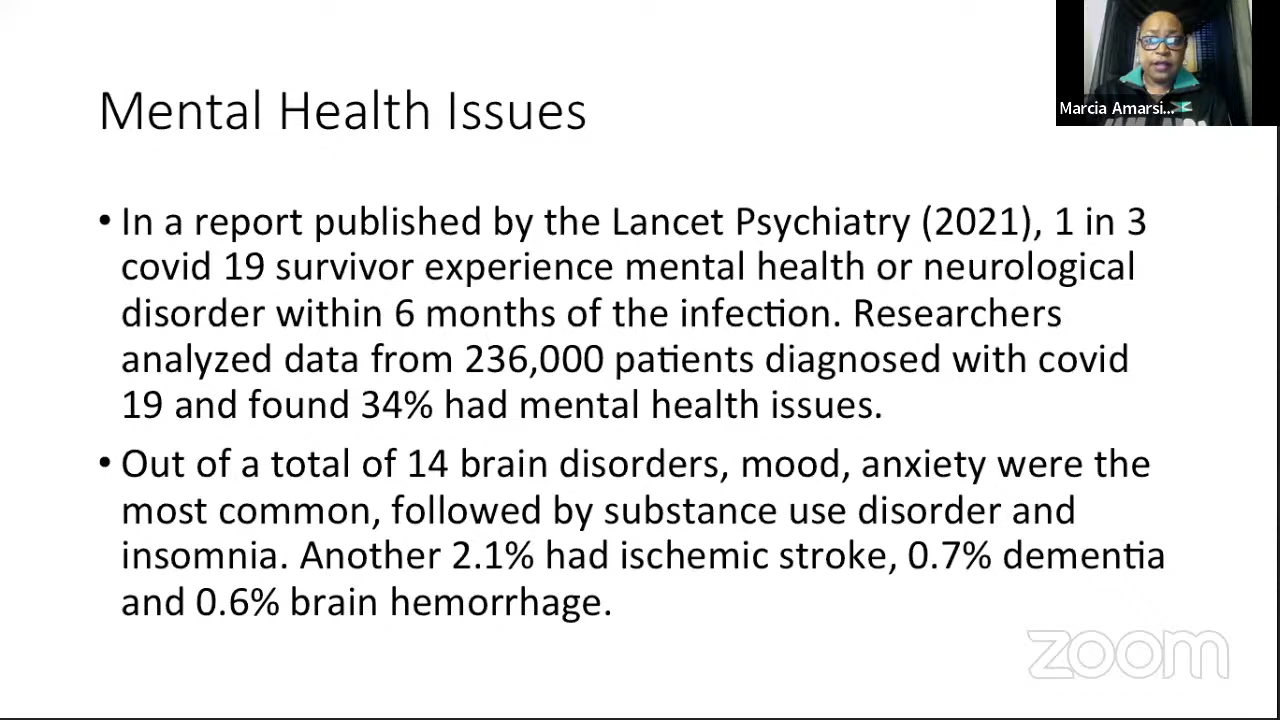 Mental Health Issues
• In a report published by the Lancet Psychiatry (2021), 1 in 3
covid 19 survivor experience mental health or neurological
disorder within 6 months of the infection. Researchers
analyzed data from 236,000 patients diagnosed with covid
19 and found 34% had mental health issues.
• Out of a total of 14 brain disorders, mood, anxiety were the
most common, followed by substance use disorder and
insomnia. Another 2.1% had ischemic stroke, 0.7% dementia
and 0.6% brain hemorrhage.
Marcia Amarsi...
zoom